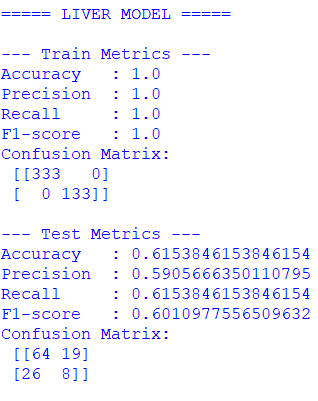 ===== LIVER MODEL =====
--- Train Metrics ---
Accuracy   : 1.0
Precision  : 1.0
Recall     : 1.0
F1-score   : 1.0
Confusion Matrix:
 [[333   0]
 [  0 133]]
--- Test Metrics ---
Accuracy   : 0.6153846153846154
Precision  : 0.5905666350110795
Recall     : 0.6153846153846154
F1-score   : 0.6010977556509632
Confusion Matrix:
 [[64 19]
 [26  8]]